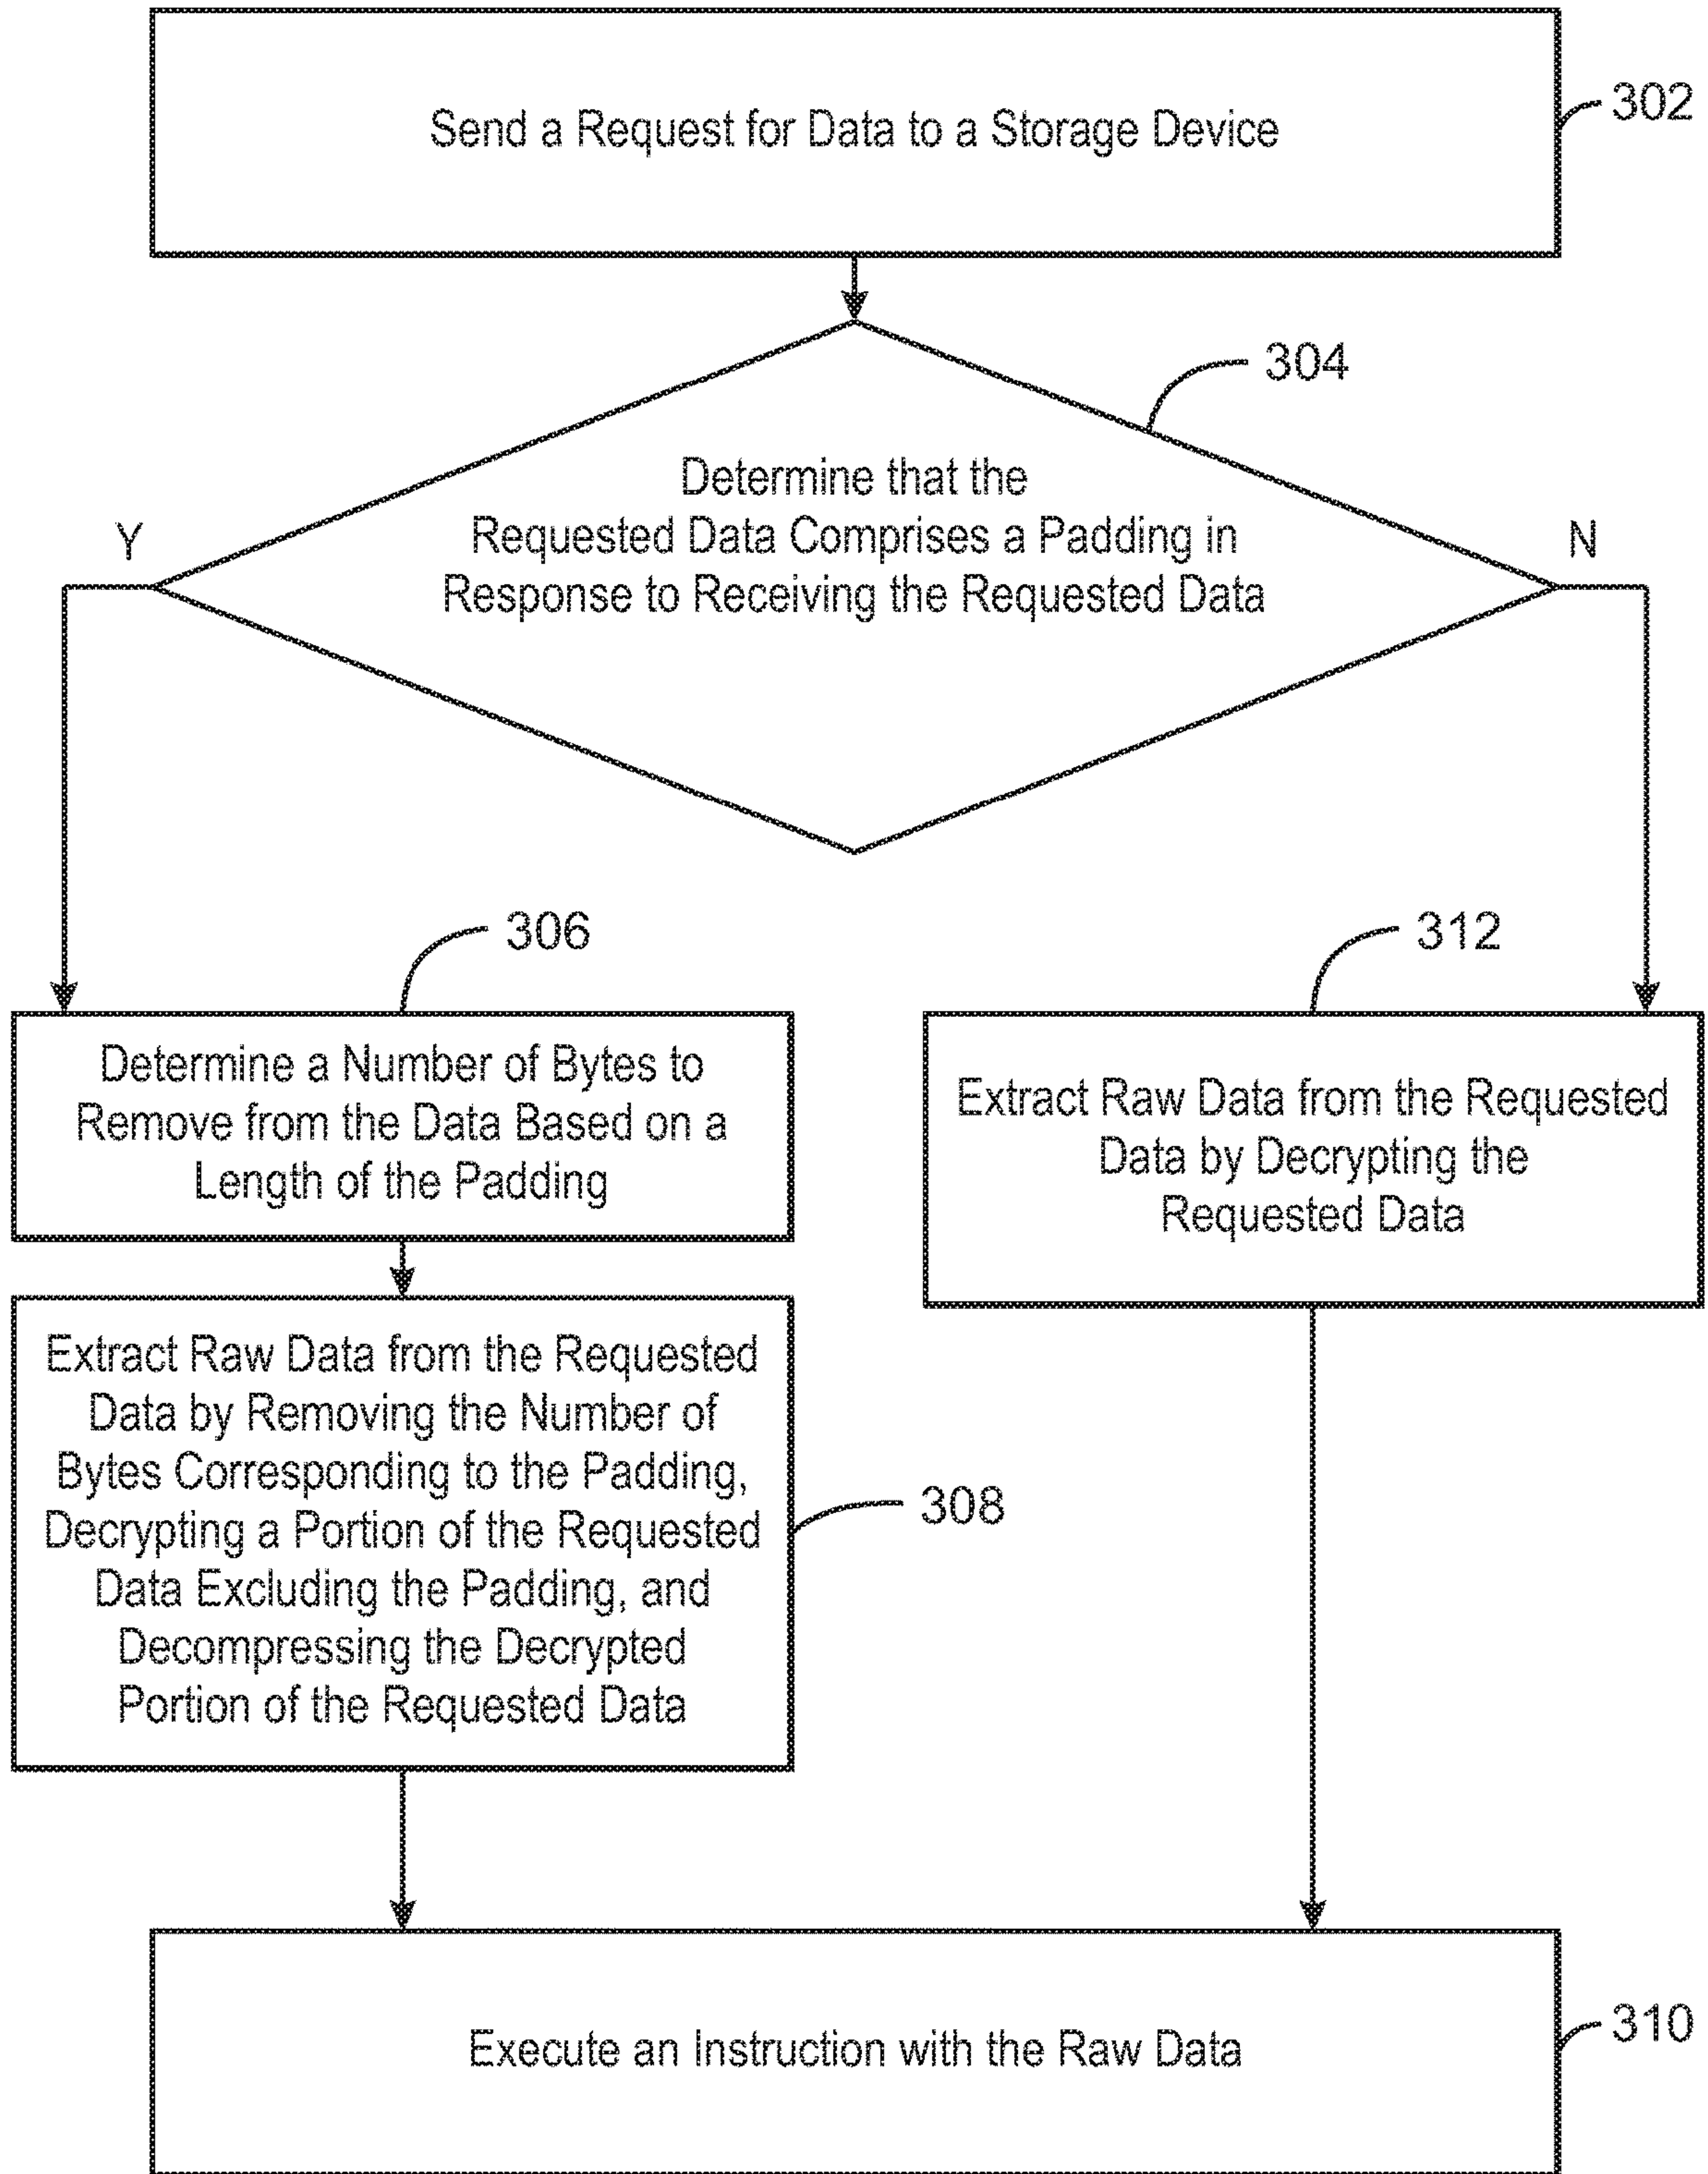 Send a Request for Data to a Storage Device
302
304
Determine that the
Requested Data Comprises a Padding in
Response to Receiving the Requested Data
Y
N
306
Determine a Number of Bytes to
Remove from the Data Based on a
Length of the Padding
312
Extract Raw Data from the Requested
Data by Decrypting the
Requested Data
Extract Raw Data from the Requested
Data by Removing the Number of
Bytes Corresponding to the Padding,
Decrypting a Portion of the Requested
Data Excluding the Padding, and
Decompressing the Decrypted
Portion of the Requested Data
308
Execute an Instruction with the Raw Data
310